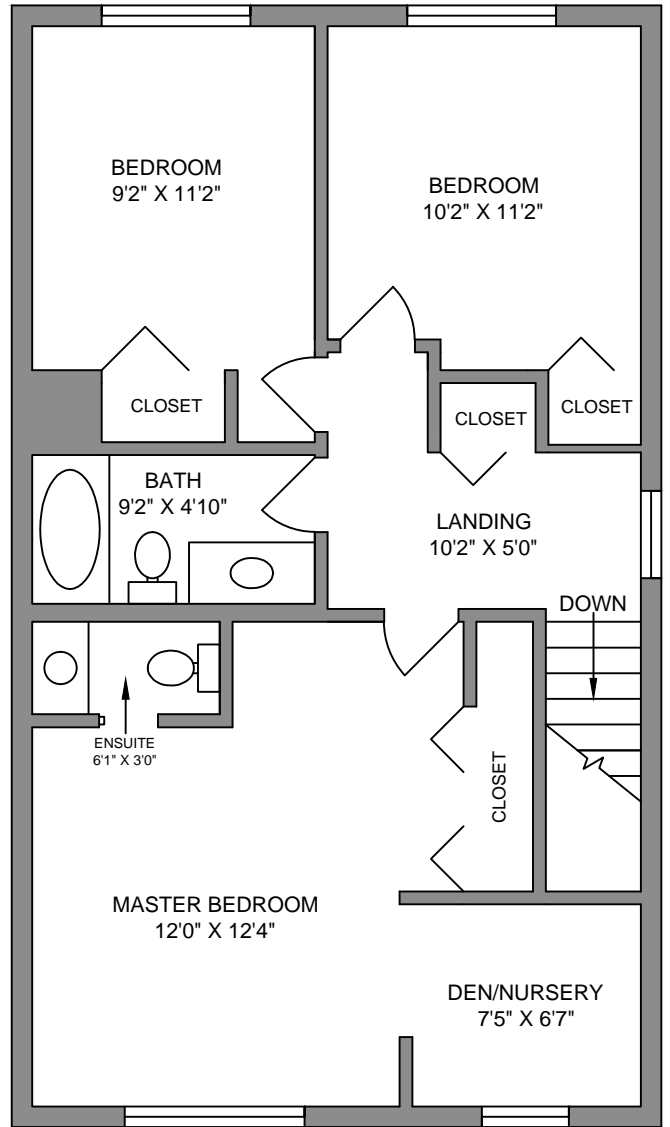 BEDROOM
9'2" X 11'2"
BEDROOM
10'2" X 11'2"
CLOSET
CLOSET
CLOSET
BATH
9'2" X 4'10"
LANDING
10'2" X 5'0"
DOWN
ENSUITE
6'1" X 3'0"
CLOSET
MASTER BEDROOM
12'0" X 12'4"
DEN/NURSERY
7'5" X 6'7"